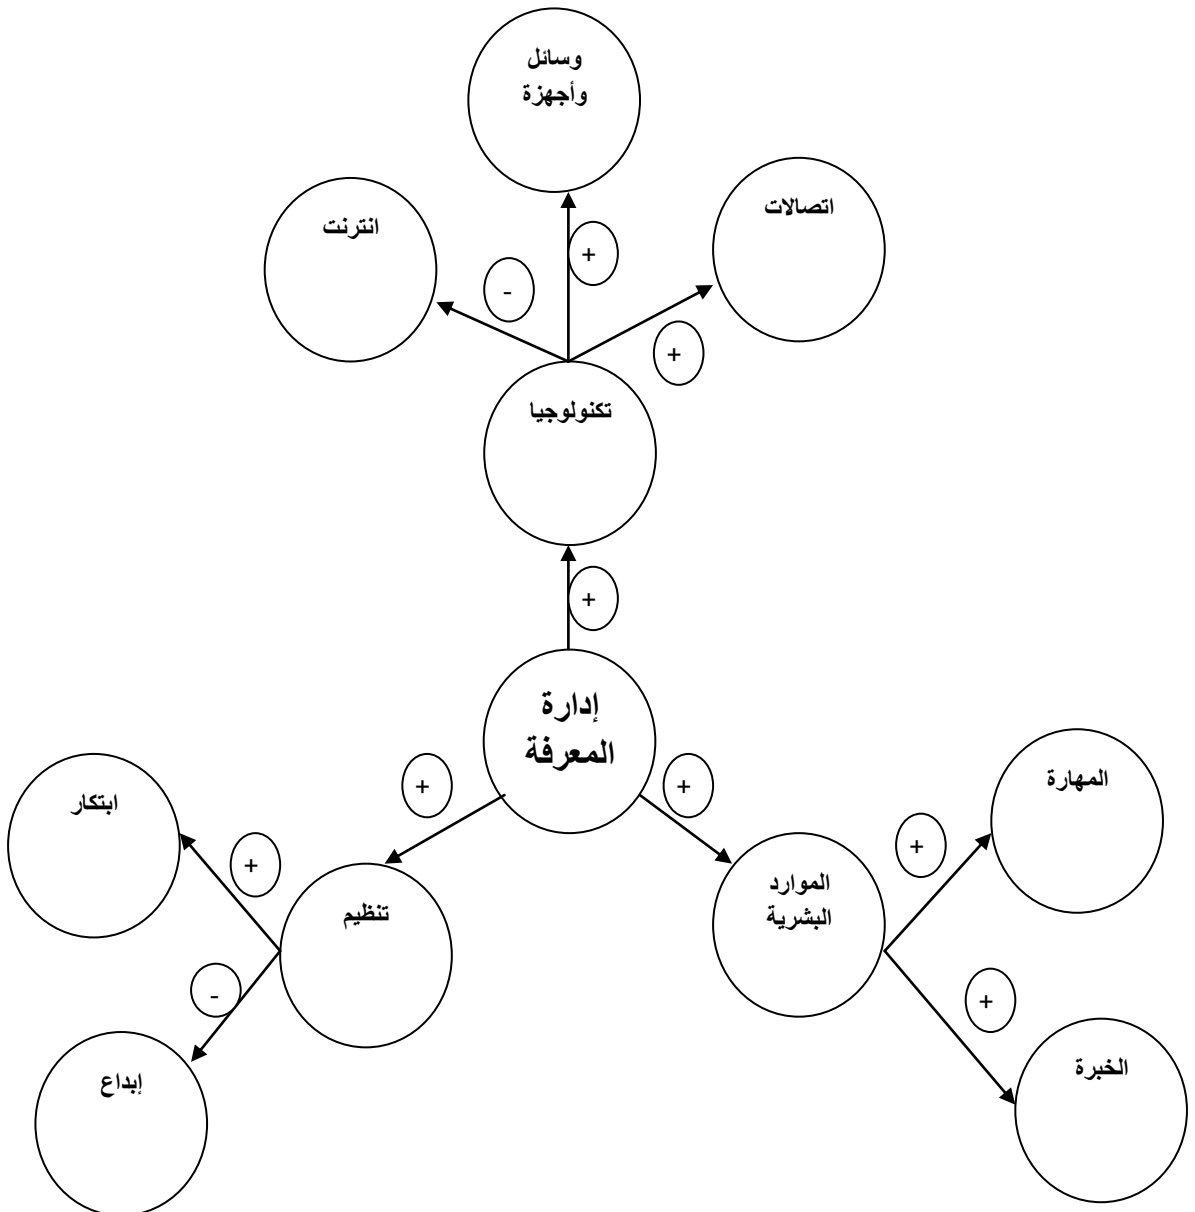 وسائل
وأجهزة
اتصالات
انترنت
+
-
+
تكنولوجيا
+
إدارة
المعرفة
+
+
المهارة
ابتكار
+
+
الموارد
البشرية
تنظيم
-
+
الخبرة
إبداع